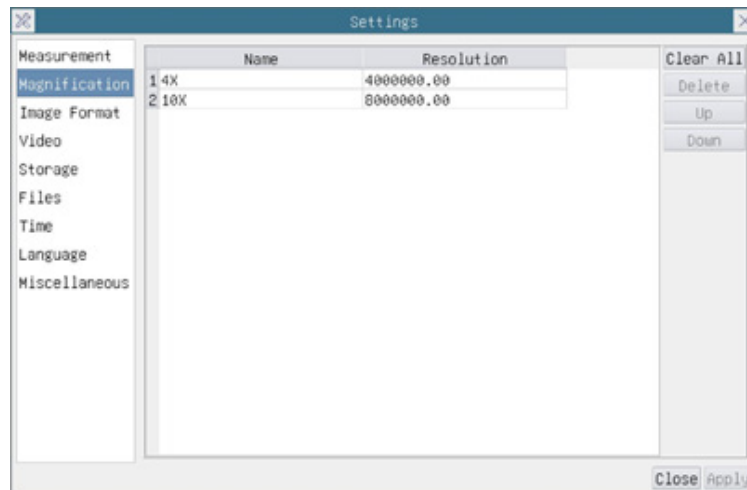 Settings
Measurement
Magnification
Image Format
Video
Storage
Files
Time
Language
Miscellaneous
Name Resolution
1 4X 4000000.00
2 10X 8000000.00
Clear All
Delete
Up
Down
Close Apply